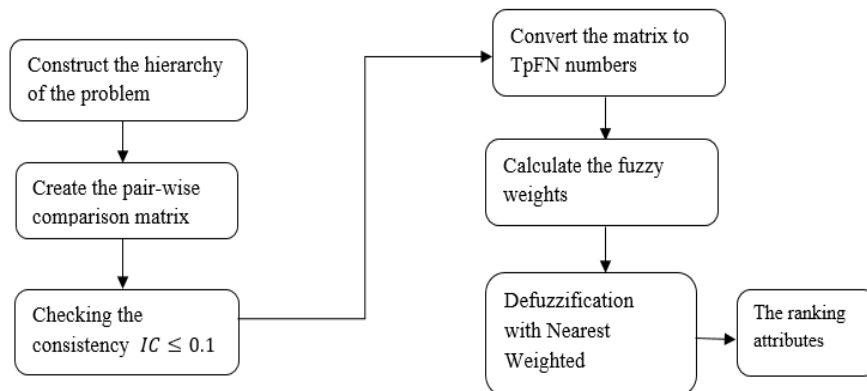 Construct the hierarchy
of the problem
Create the pair-wise
comparison matrix
Checking the
consistency IC ≤ 0.1
Convert the matrix to
TpFN numbers
Calculate the fuzzy
weights
Defuzzification
with Nearest
Weighted
The ranking
attributes